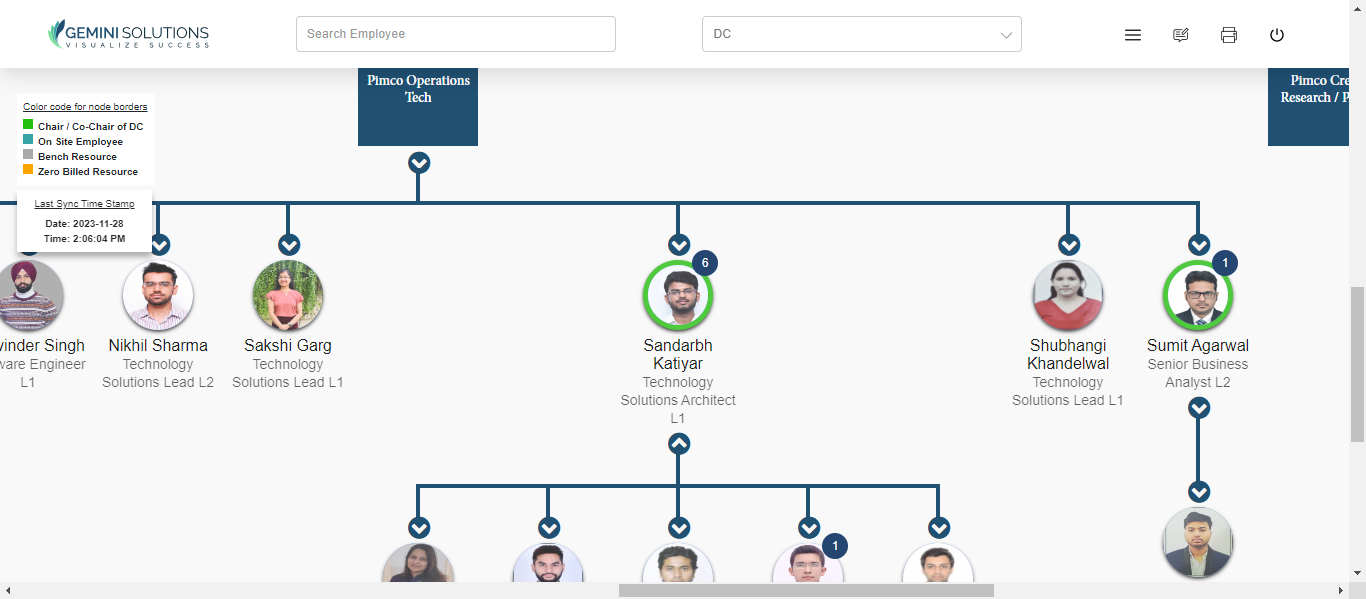 GEMINI SOLUTIONS
VISUALIZE SUCCESS
Search Employee
DC
Pimco Operations
Tech
Pimco Cre
Research / P
Color code for node borders
Chair / Co-Chair of DC
On Site Employee
Bench Resource
Zero Billed Resource
Last Sync Time Stamp
Date: 2023-11-28
Time: 2:06:04 PM
vinder Singh
ware Engineer
L1
Nikhil Sharma
Technology
Solutions Lead L2
Sakshi Garg
Technology
Solutions Lead L1
6
Sandarbh
Katiyar
Technology
Solutions Architect
L1
Shubhangi
Khandelwal
Technology
Solutions Lead L1
1
Sumit Agarwal
Senior Business
Analyst L2
1